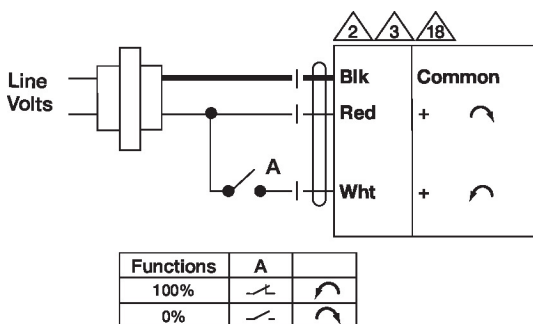 2 3 18
Line
Volts
Blk Common
Red +
A
Wht +
Functions A
100%
0%